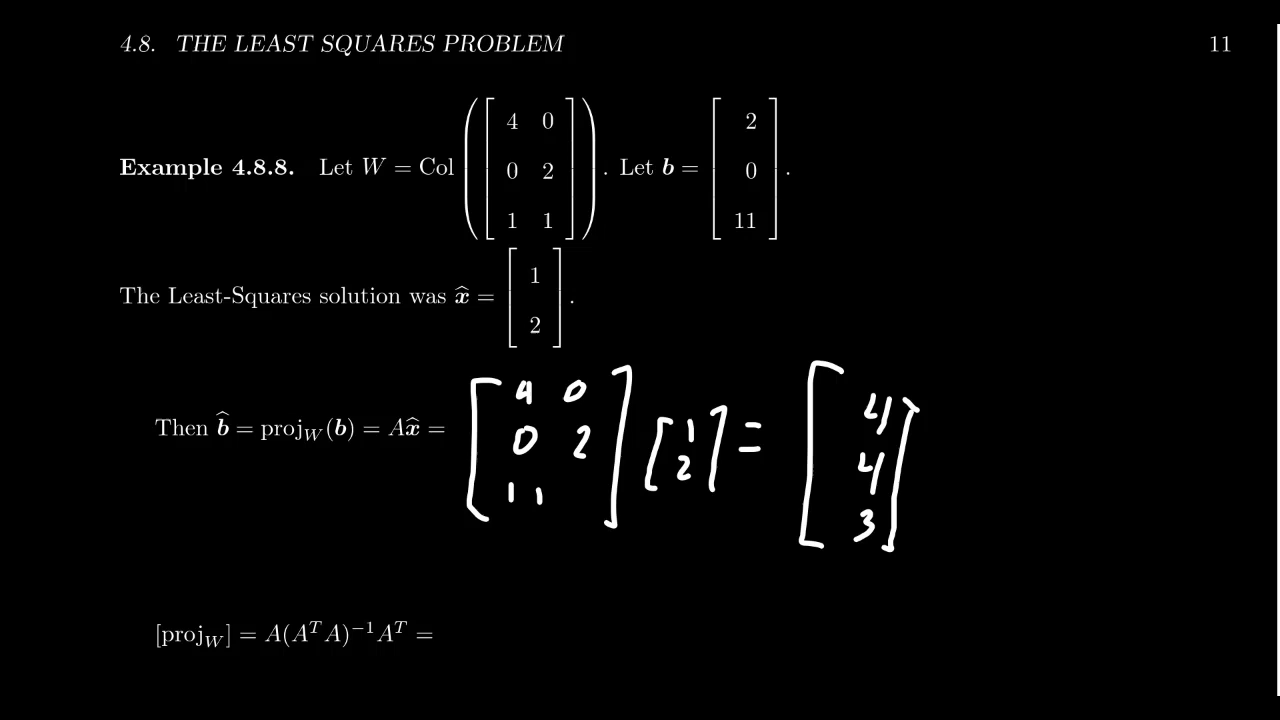 4.8. THE LEAST SQUARES PROBLEM 11
Example 4.8.8. Let W = Col ( [ 4 0 ; 0 2 ; 1 1 ] ) . Let b = [ 2 ; 0 ; 11 ] .
The Least-Squares solution was x̂ = [ 1 ; 2 ] .
Then b̂ = proj_W(b) = Ax̂ = [ 4 0 ; 0 2 ; 1 1 ] [ 1 ; 2 ] = [ 4 ; 4 ; 3 ]
[proj_W] = A(A^T A)^{-1} A^T =